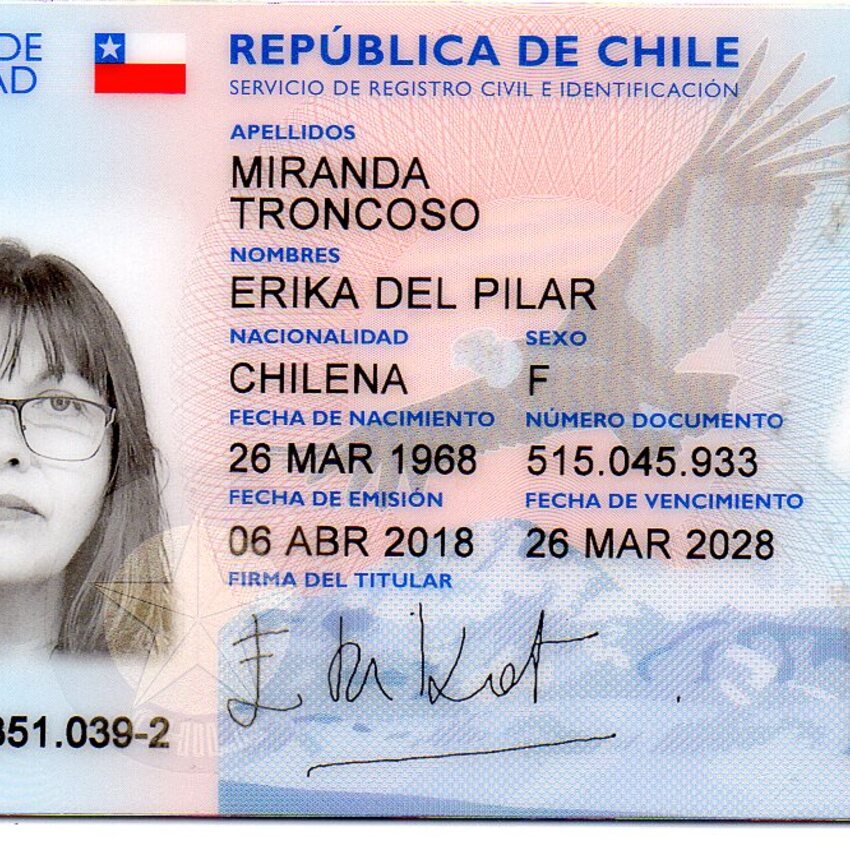 DE
AD
REPÚBLICA DE CHILE
SERVICIO DE REGISTRO CIVIL E IDENTIFICACIÓN
APELLIDOS
MIRANDA
TRONCOSO
NOMBRES
ERIKA DEL PILAR
NACIONALIDAD SEXO
CHILENA F
FECHA DE NACIMIENTO NÚMERO DOCUMENTO
26 MAR 1968 515.045.933
FECHA DE EMISIÓN FECHA DE VENCIMIENTO
06 ABR 2018 26 MAR 2028
FIRMA DEL TITULAR
351.039-2